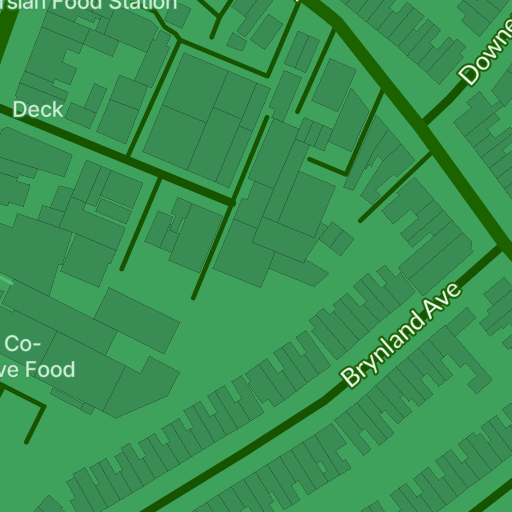 rsian Food Station
Downe
Deck
Brynland Ave
Co-
ve Food